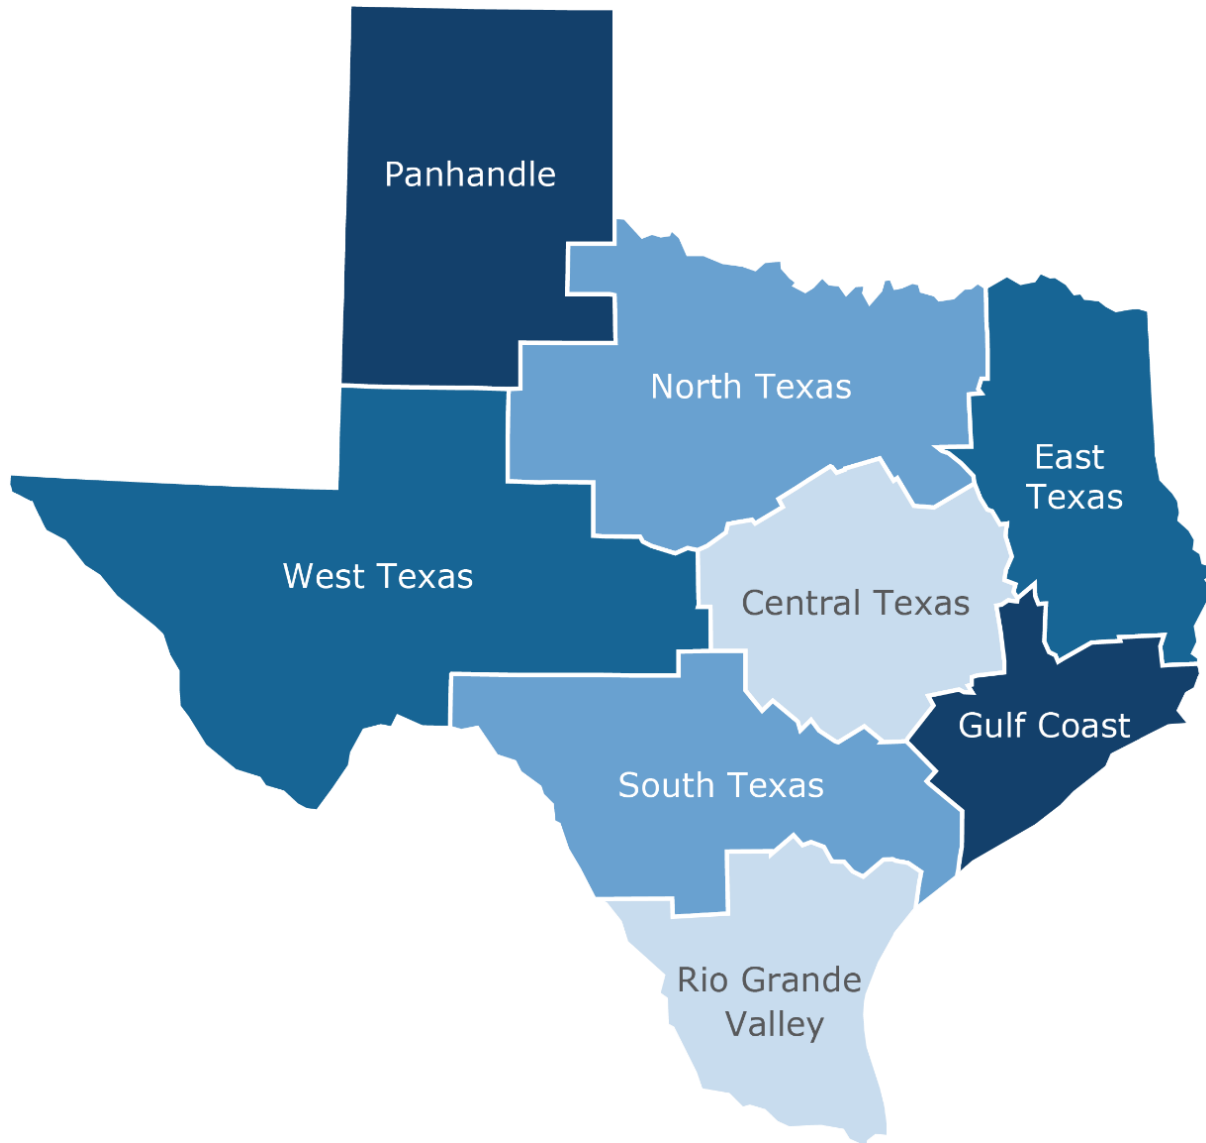 Panhandle
North Texas
East
Texas
West Texas
Central Texas
Gulf Coast
South Texas
Rio Grande
Valley